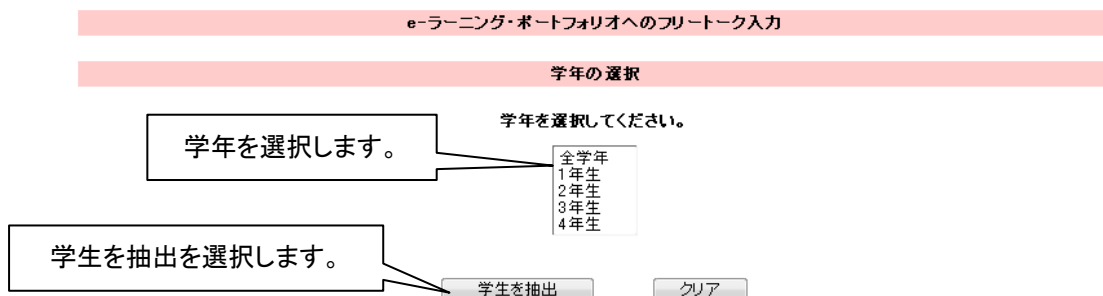 e-ラーニング・ポートフォリオへのフリートーク入力
学年の選択
学年を選択してください。
学年を選択します。
全学年
1年生
2年生
3年生
4年生
学生を抽出を選択します。
学生を抽出 クリア